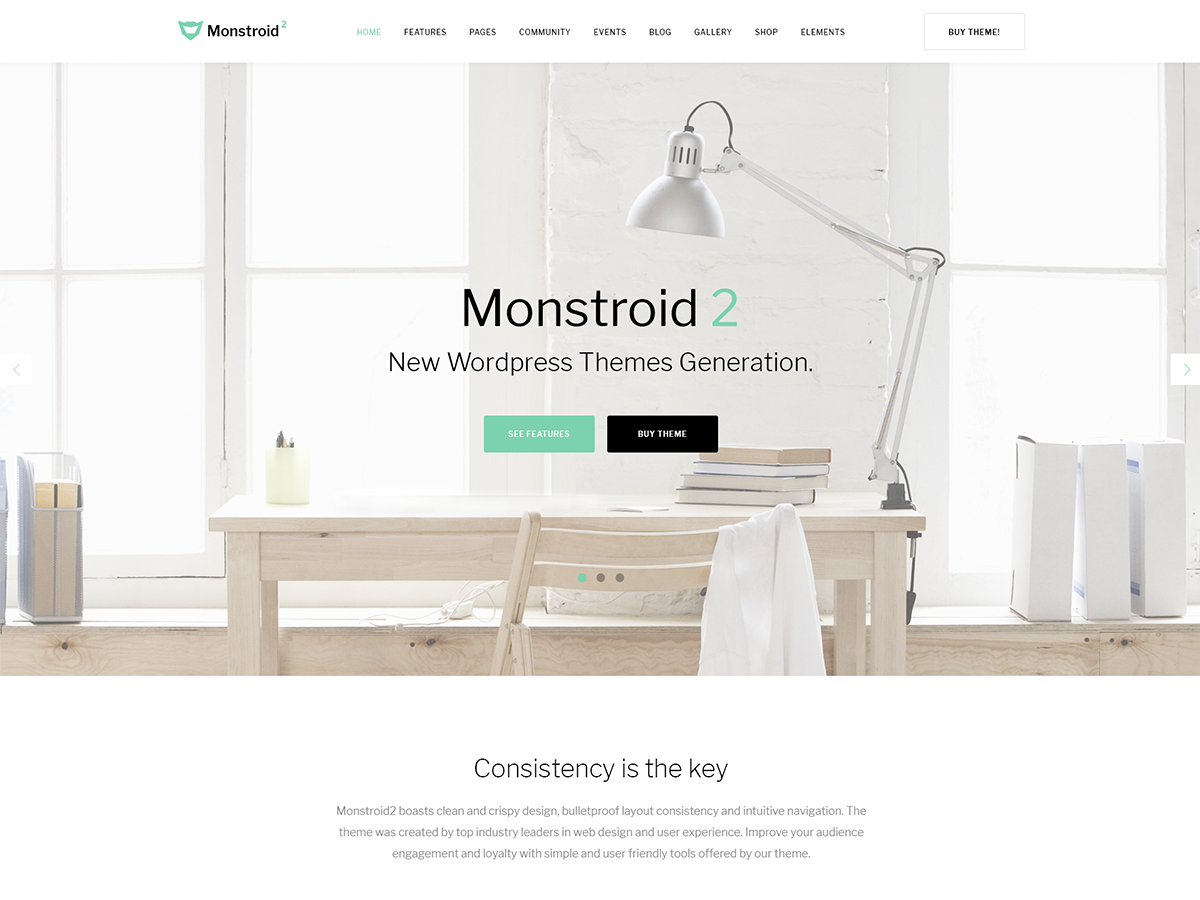 Monstroid2
HOME FEATURES PAGES COMMUNITY EVENTS BLOG GALLERY SHOP ELEMENTS
BUY THEME!
Monstroid 2
New Wordpress Themes Generation.
SEE FEATURES
BUY THEME
Consistency is the key
Monstroid2 boasts clean and crispy design, bulletproof layout consistency and intuitive navigation. The
theme was created by top industry leaders in web design and user experience. Improve your audience
engagement and loyalty with simple and user friendly tools offered by our theme.